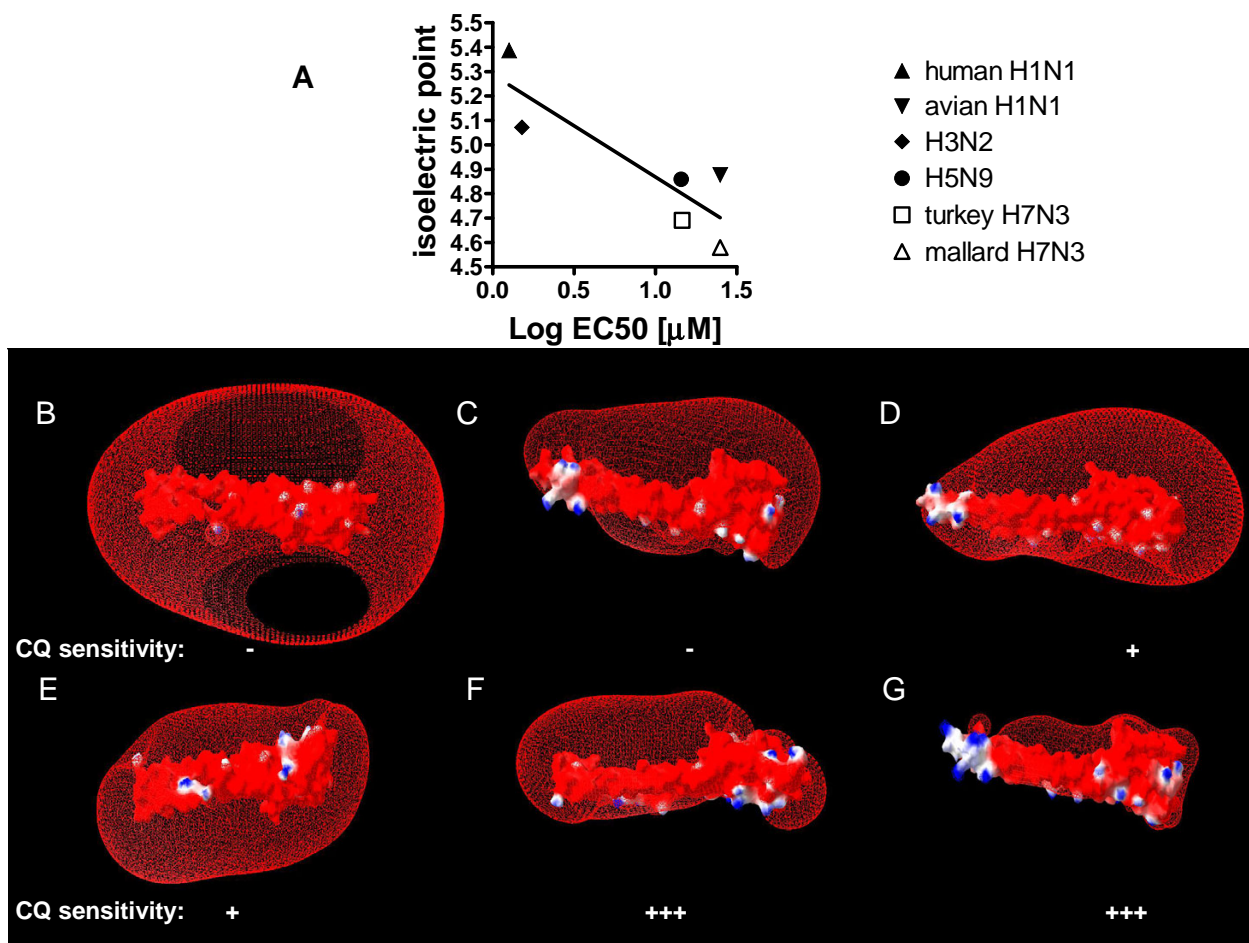 A
isoelectric point
5.5
5.4
5.3
5.2
5.1
5.0
4.9
4.8
4.7
4.6
4.5
0.0 0.5 1.0 1.5
Log EC50 [μM]
human H1N1
avian H1N1
H3N2
H5N9
turkey H7N3
mallard H7N3
B C D
CQ sensitivity: - - +
E F G
CQ sensitivity: + +++ +++